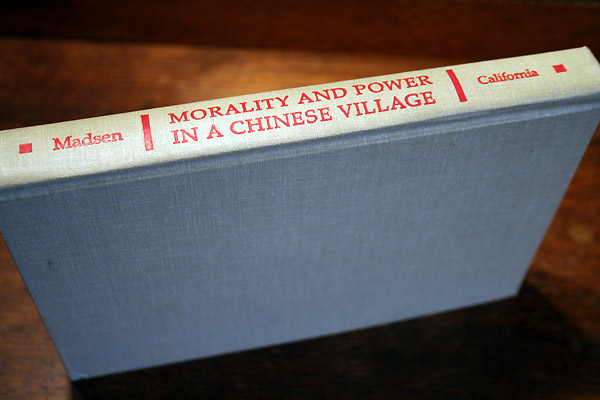 Madsen
MORALITY AND POWER
IN A CHINESE VILLAGE
California